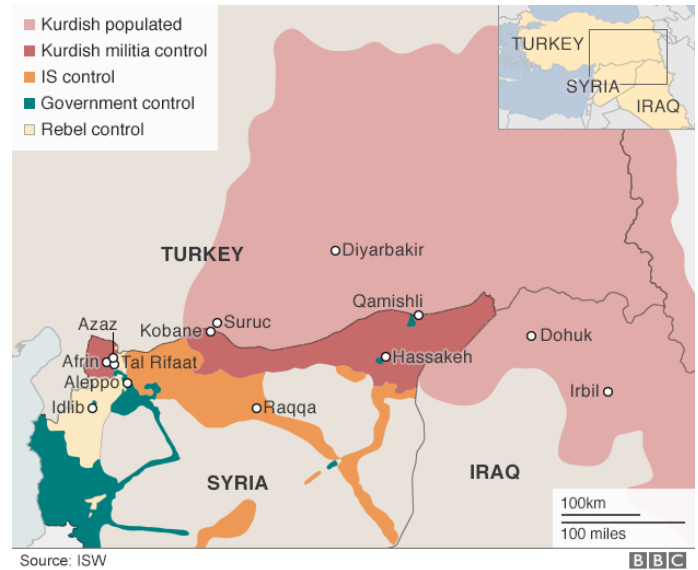 Kurdish populated
Kurdish militia control
IS control
Government control
Rebel control
TURKEY
SYRIA
IRAQ
TURKEY
Diyarbakir
Qamishli
Azaz
Kobane
Suruc
Dohuk
Afrin
Tal Rifaat
Hassakeh
Aleppo
Irbil
Idlib
Raqqa
SYRIA
IRAQ
100km
100 miles
Source: ISW
BBC